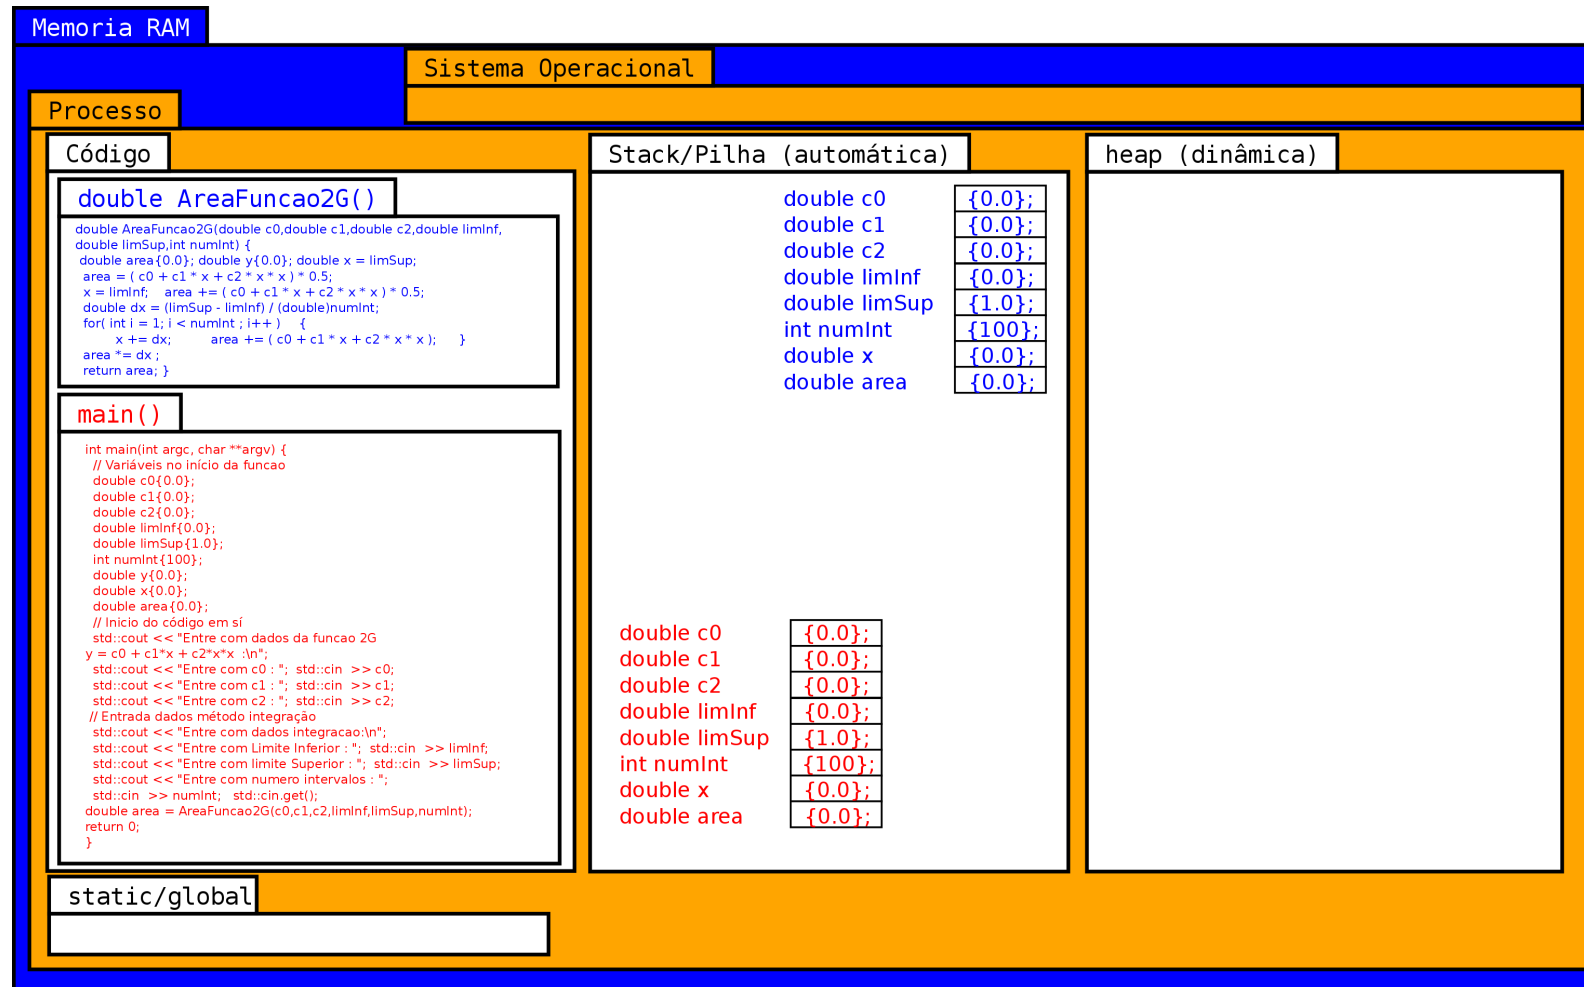 Memoria RAM
Sistema Operacional
Processo
Código
double AreaFuncao2G()
double AreaFuncao2G(double c0,double c1,double c2,double limInf,
double limSup,int numInt) {
double area{0.0}; double y{0.0}; double x = limSup;
area = ( c0 + c1 * x + c2 * x * x ) * 0.5;
x = limInf;    area += ( c0 + c1 * x + c2 * x * x ) * 0.5;
double dx = (limSup - limInf) / (double)numInt;
for( int i = 1; i < numInt ; i++ )     {
x += dx;          area += ( c0 + c1 * x + c2 * x * x );      }
area *= dx ;
return area; }
main()
int main(int argc, char **argv) {
// Variáveis no início da funcao
double c0{0.0};
double c1{0.0};
double c2{0.0};
double limInf{0.0};
double limSup{1.0};
int numInt{100};
double y{0.0};
double x{0.0};
double area{0.0};
// Inicio do código em sí
std::cout << "Entre com dados da funcao 2G
y = c0 + c1*x + c2*x*x  :\n";
std::cout << "Entre com c0 : ";  std::cin  >> c0;
std::cout << "Entre com c1 : ";  std::cin  >> c1;
std::cout << "Entre com c2 : ";  std::cin  >> c2;
// Entrada dados método integração
std::cout << "Entre com dados integracao:\n";
std::cout << "Entre com Limite Inferior : ";  std::cin  >> limInf;
std::cout << "Entre com limite Superior : ";  std::cin  >> limSup;
std::cout << "Entre com numero intervalos : ";
std::cin  >> numInt;   std::cin.get();
double area = AreaFuncao2G(c0,c1,c2,limInf,limSup,numInt);
return 0;
}
static/global
Stack/Pilha (automática)
double c0 {0.0};
double c1 {0.0};
double c2 {0.0};
double limInf {0.0};
double limSup {1.0};
int numInt {100};
double x {0.0};
double area {0.0};
double c0 {0.0};
double c1 {0.0};
double c2 {0.0};
double limInf {0.0};
double limSup {1.0};
int numInt {100};
double x {0.0};
double area {0.0};
heap (dinâmica)